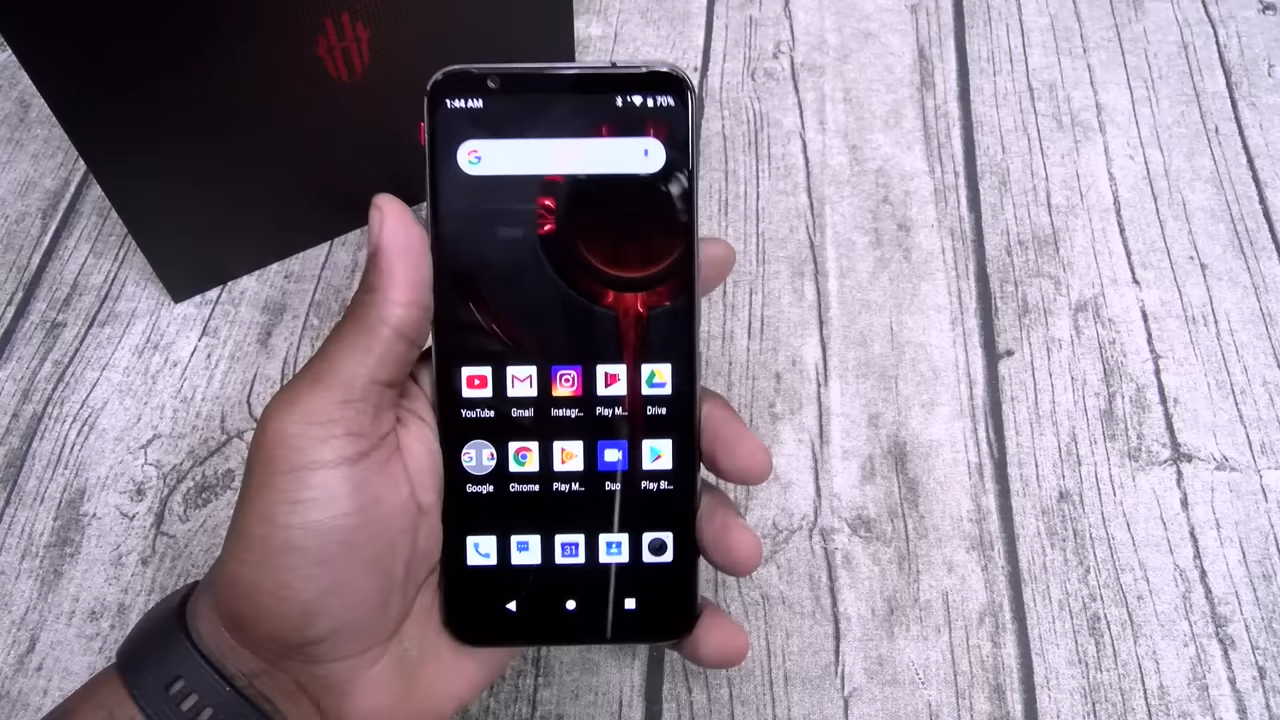 1:44 AM 70%
YouTube Gmail Instagr... Play M... Drive
Google Chrome Play M... Duo Play St...
31